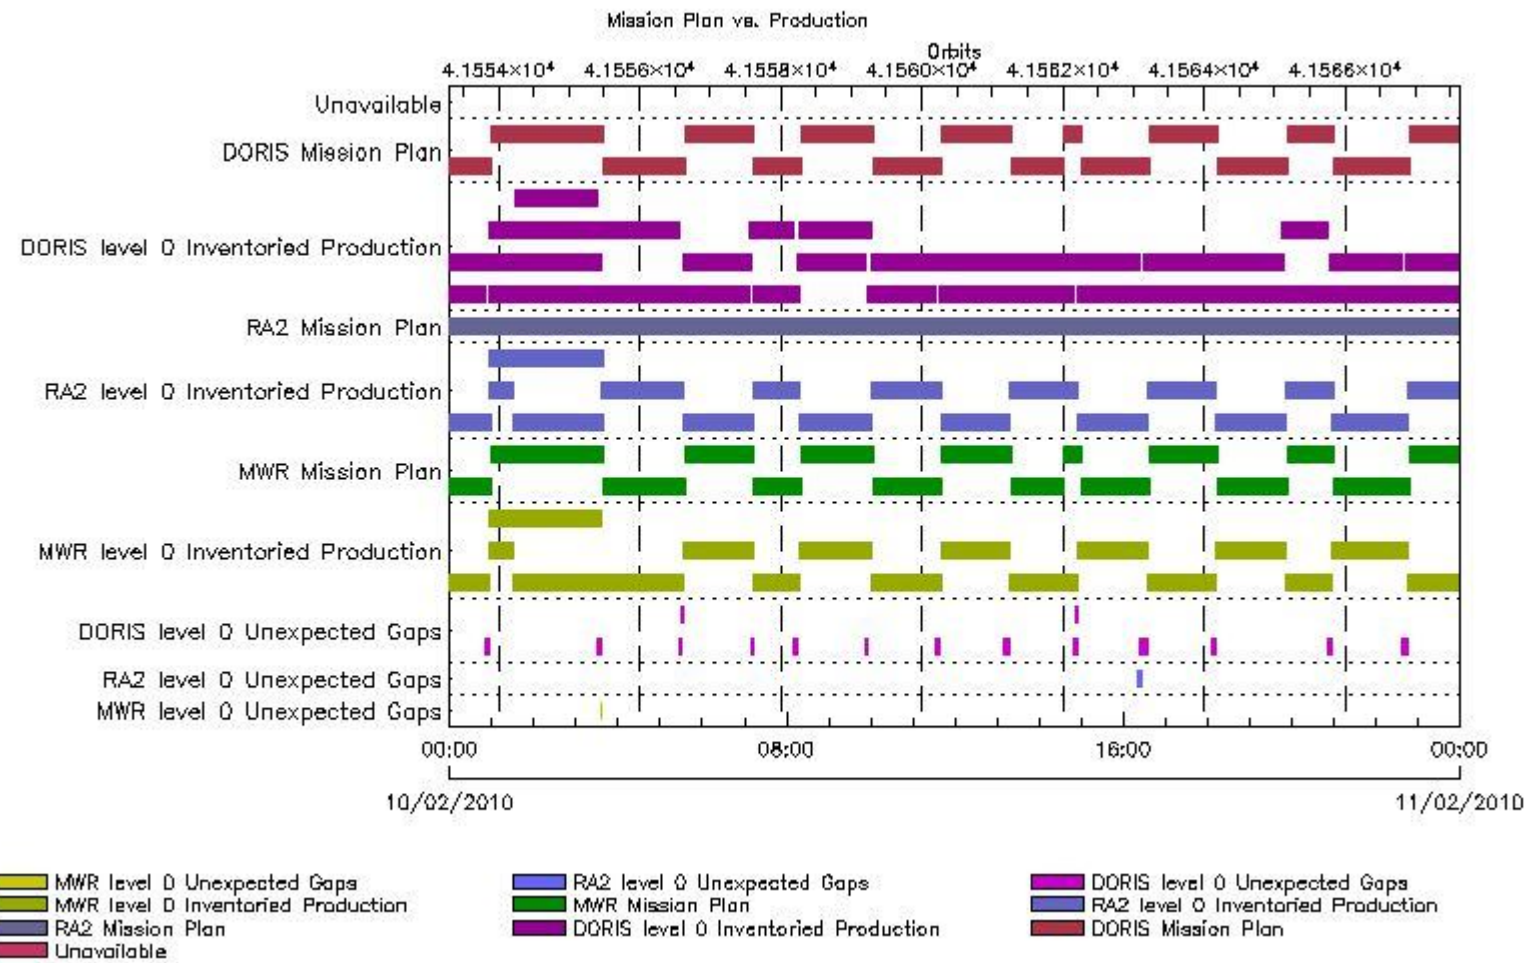 Mission Plan vs. Production
Orbits
4.1554×10⁴ 4.1556×10⁴ 4.1558×10⁴ 4.1560×10⁴ 4.1562×10⁴ 4.1564×10⁴ 4.1566×10⁴
Unavailable
DORIS Mission Plan
DORIS level 0 Inventoried Production
RA2 Mission Plan
RA2 level 0 Inventoried Production
MWR Mission Plan
MWR level 0 Inventoried Production
DORIS level 0 Unexpected Gaps
RA2 level 0 Unexpected Gaps
MWR level 0 Unexpected Gaps
00:00 08:00 16:00 00:00
10/02/2010 11/02/2010
MWR level 0 Unexpected Gaps RA2 level 0 Unexpected Gaps DORIS level 0 Unexpected Gaps
MWR level 0 Inventoried Production MWR Mission Plan RA2 level 0 Inventoried Production
RA2 Mission Plan DORIS level 0 Inventoried Production DORIS Mission Plan
Unavailable